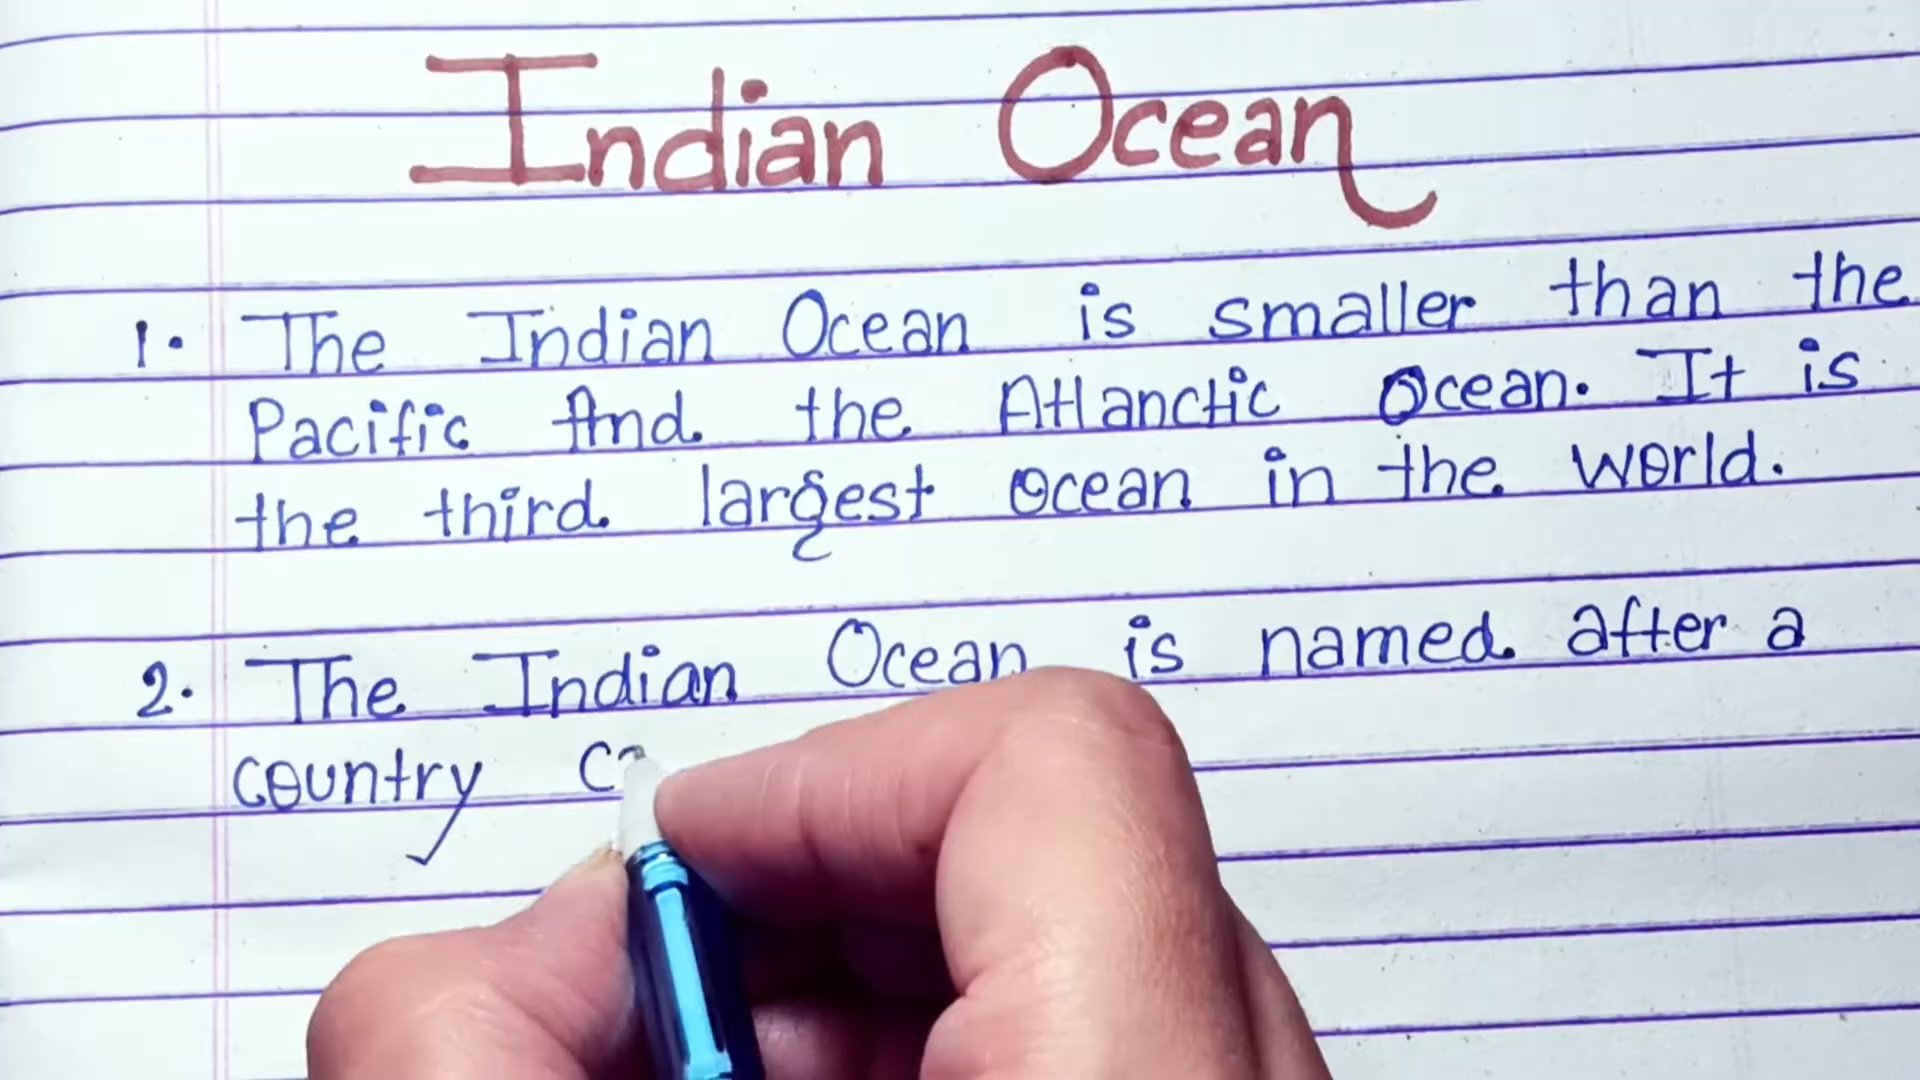 Indian Ocean
1. The Indian Ocean is smaller than the
Pacific And the Atlanctic Ocean. It is
the third largest ocean in the world.
2. The Indian Ocean is named after a
country